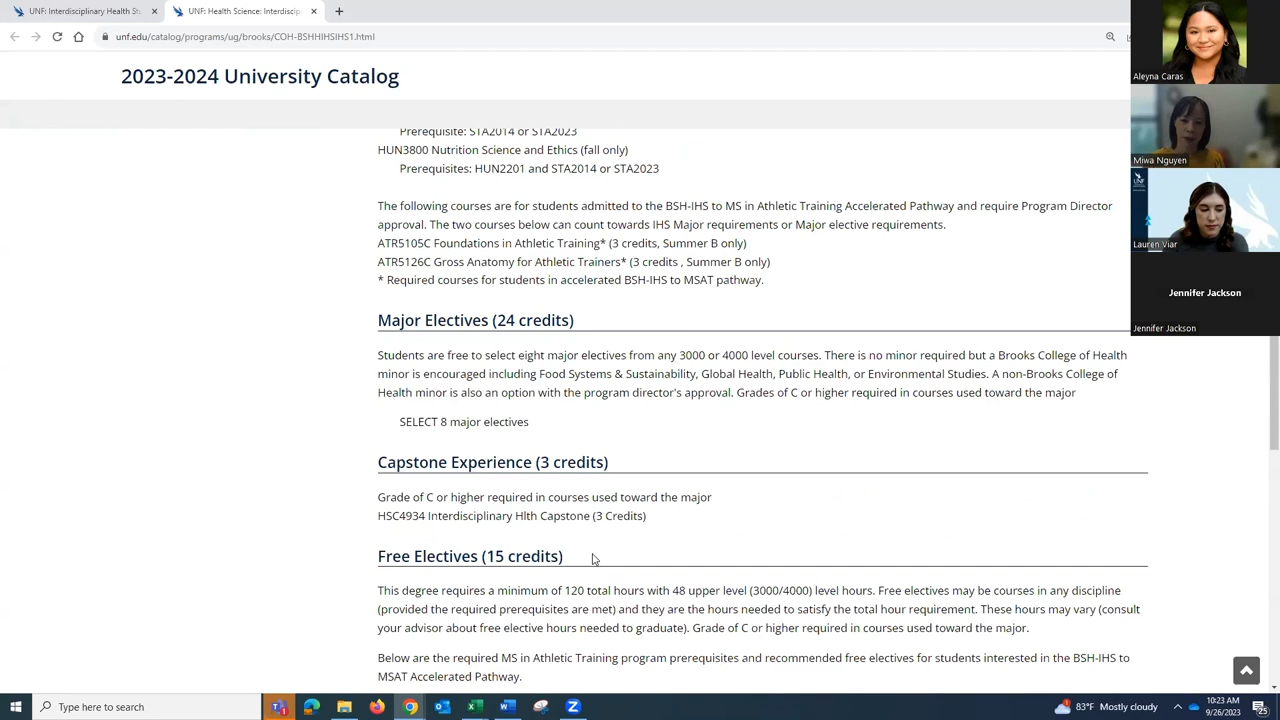 UNF: Interdisciplinary Health St
UNF: Health Science: Interdiscip
unf.edu/catalog/programs/ug/brooks/COH-BSHHIHSIHS1.html
2023-2024 University Catalog
Prerequisite: STA2014 or STA2023
HUN3800 Nutrition Science and Ethics (fall only)
Prerequisites: HUN2201 and STA2014 or STA2023
The following courses are for students admitted to the BSH-IHS to MS in Athletic Training Accelerated Pathway and require Program Director
approval. The two courses below can count towards IHS Major requirements or Major elective requirements.
ATR5105C Foundations in Athletic Training* (3 credits, Summer B only)
ATR5126C Gross Anatomy for Athletic Trainers* (3 credits , Summer B only)
* Required courses for students in accelerated BSH-IHS to MSAT pathway.
Major Electives (24 credits)
Students are free to select eight major electives from any 3000 or 4000 level courses. There is no minor required but a Brooks College of Health
minor is encouraged including Food Systems & Sustainability, Global Health, Public Health, or Environmental Studies. A non-Brooks College of
Health minor is also an option with the program director's approval. Grades of C or higher required in courses used toward the major
SELECT 8 major electives
Capstone Experience (3 credits)
Grade of C or higher required in courses used toward the major
HSC4934 Interdisciplinary Hlth Capstone (3 Credits)
Free Electives (15 credits)
This degree requires a minimum of 120 total hours with 48 upper level (3000/4000) level hours. Free electives may be courses in any discipline
(provided the required prerequisites are met) and they are the hours needed to satisfy the total hour requirement. These hours may vary (consult
your advisor about free elective hours needed to graduate). Grade of C or higher required in courses used toward the major.
Below are the required MS in Athletic Training program prerequisites and recommended free electives for students interested in the BSH-IHS to
MSAT Accelerated Pathway.
Aleyna Caras
Miwa Nguyen
UNF
Lauren Viar
Jennifer Jackson
Jennifer Jackson
Type here to search
83°F Mostly cloudy
10:23 AM
9/26/2023
25